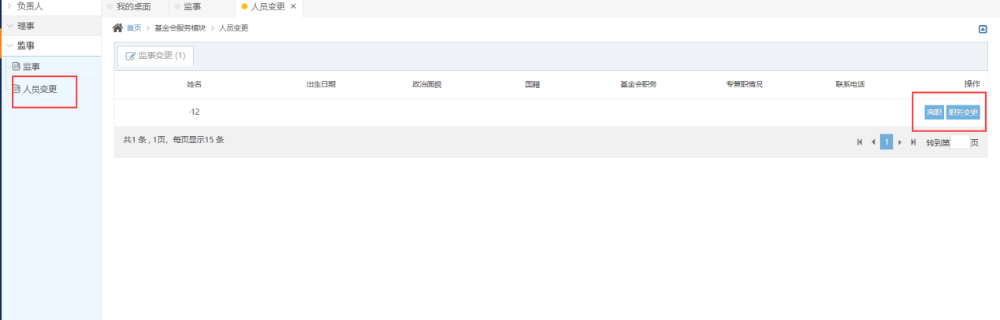 负责人
理事
监事
监事
人员变更
我的桌面 监事 人员变更 ×
首页 > 基金会服务模块 > 人员变更
监事变更 (1)
姓名 出生日期 政治面貌 国籍 基金会职务 专兼职情况 联系电话 操作
·12 离职 职务变更
共1 条 , 1页, 每页显示15 条 1 转到第 页